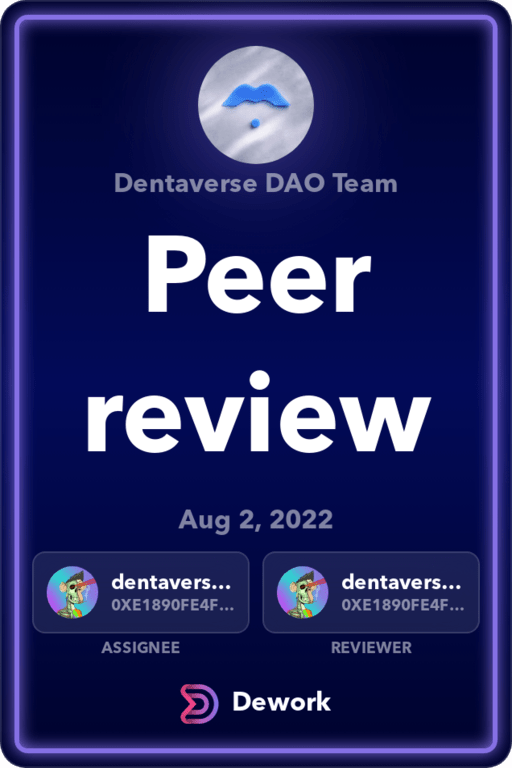 Dentaverse DAO Team
Peer
review
Aug 2, 2022
dentavers... dentavers...
0XE1890FE4F... 0XE1890FE4F...
ASSIGNEE REVIEWER
Dework